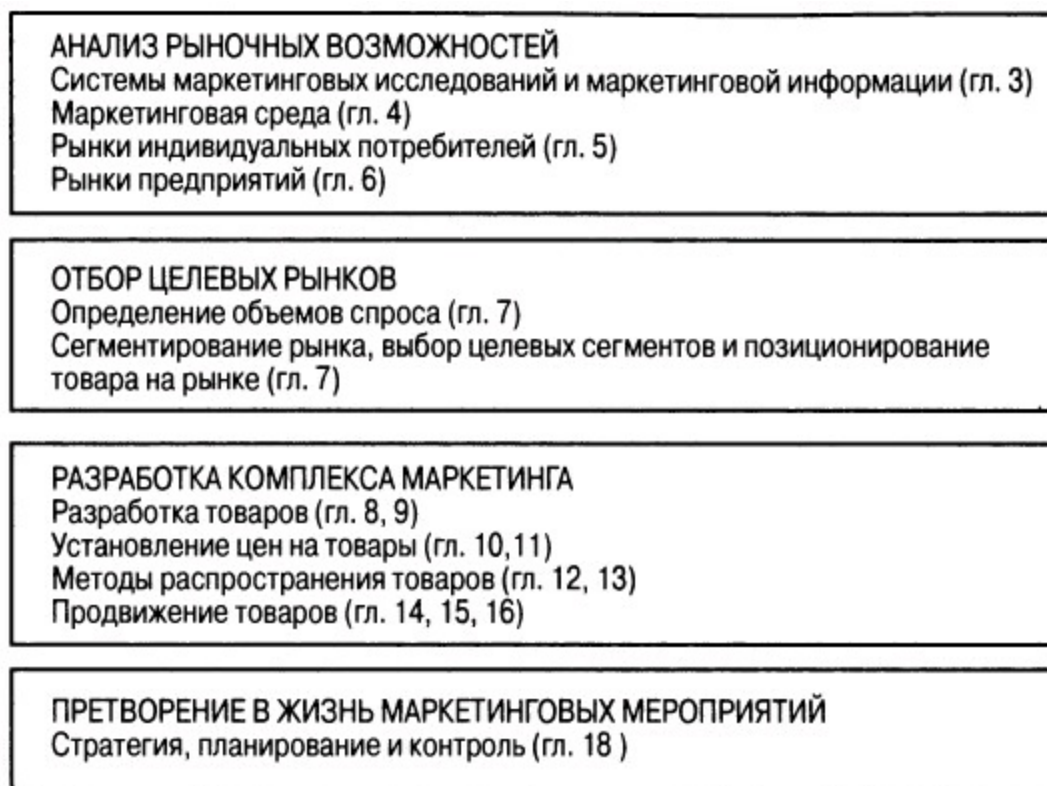 АНАЛИЗ РЫНОЧНЫХ ВОЗМОЖНОСТЕЙ
Системы маркетинговых исследований и маркетинговой информации (гл. 3)
Маркетинговая среда (гл. 4)
Рынки индивидуальных потребителей (гл. 5)
Рынки предприятий (гл. 6)
ОТБОР ЦЕЛЕВЫХ РЫНКОВ
Определение объемов спроса (гл. 7)
Сегментирование рынка, выбор целевых сегментов и позиционирование
товара на рынке (гл. 7)
РАЗРАБОТКА КОМПЛЕКСА МАРКЕТИНГА
Разработка товаров (гл. 8, 9)
Установление цен на товары (гл. 10,11)
Методы распространения товаров (гл. 12, 13)
Продвижение товаров (гл. 14, 15, 16)
ПРЕТВОРЕНИЕ В ЖИЗНЬ МАРКЕТИНГОВЫХ МЕРОПРИЯТИЙ
Стратегия, планирование и контроль (гл. 18 )